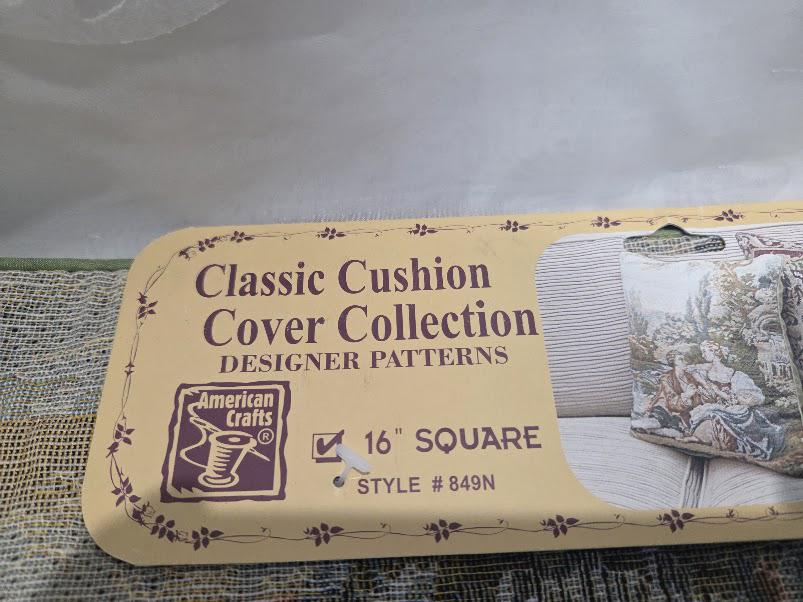 Classic Cushion
Cover Collection
DESIGNER PATTERNS
American
Crafts
®
16" SQUARE
STYLE # 849N